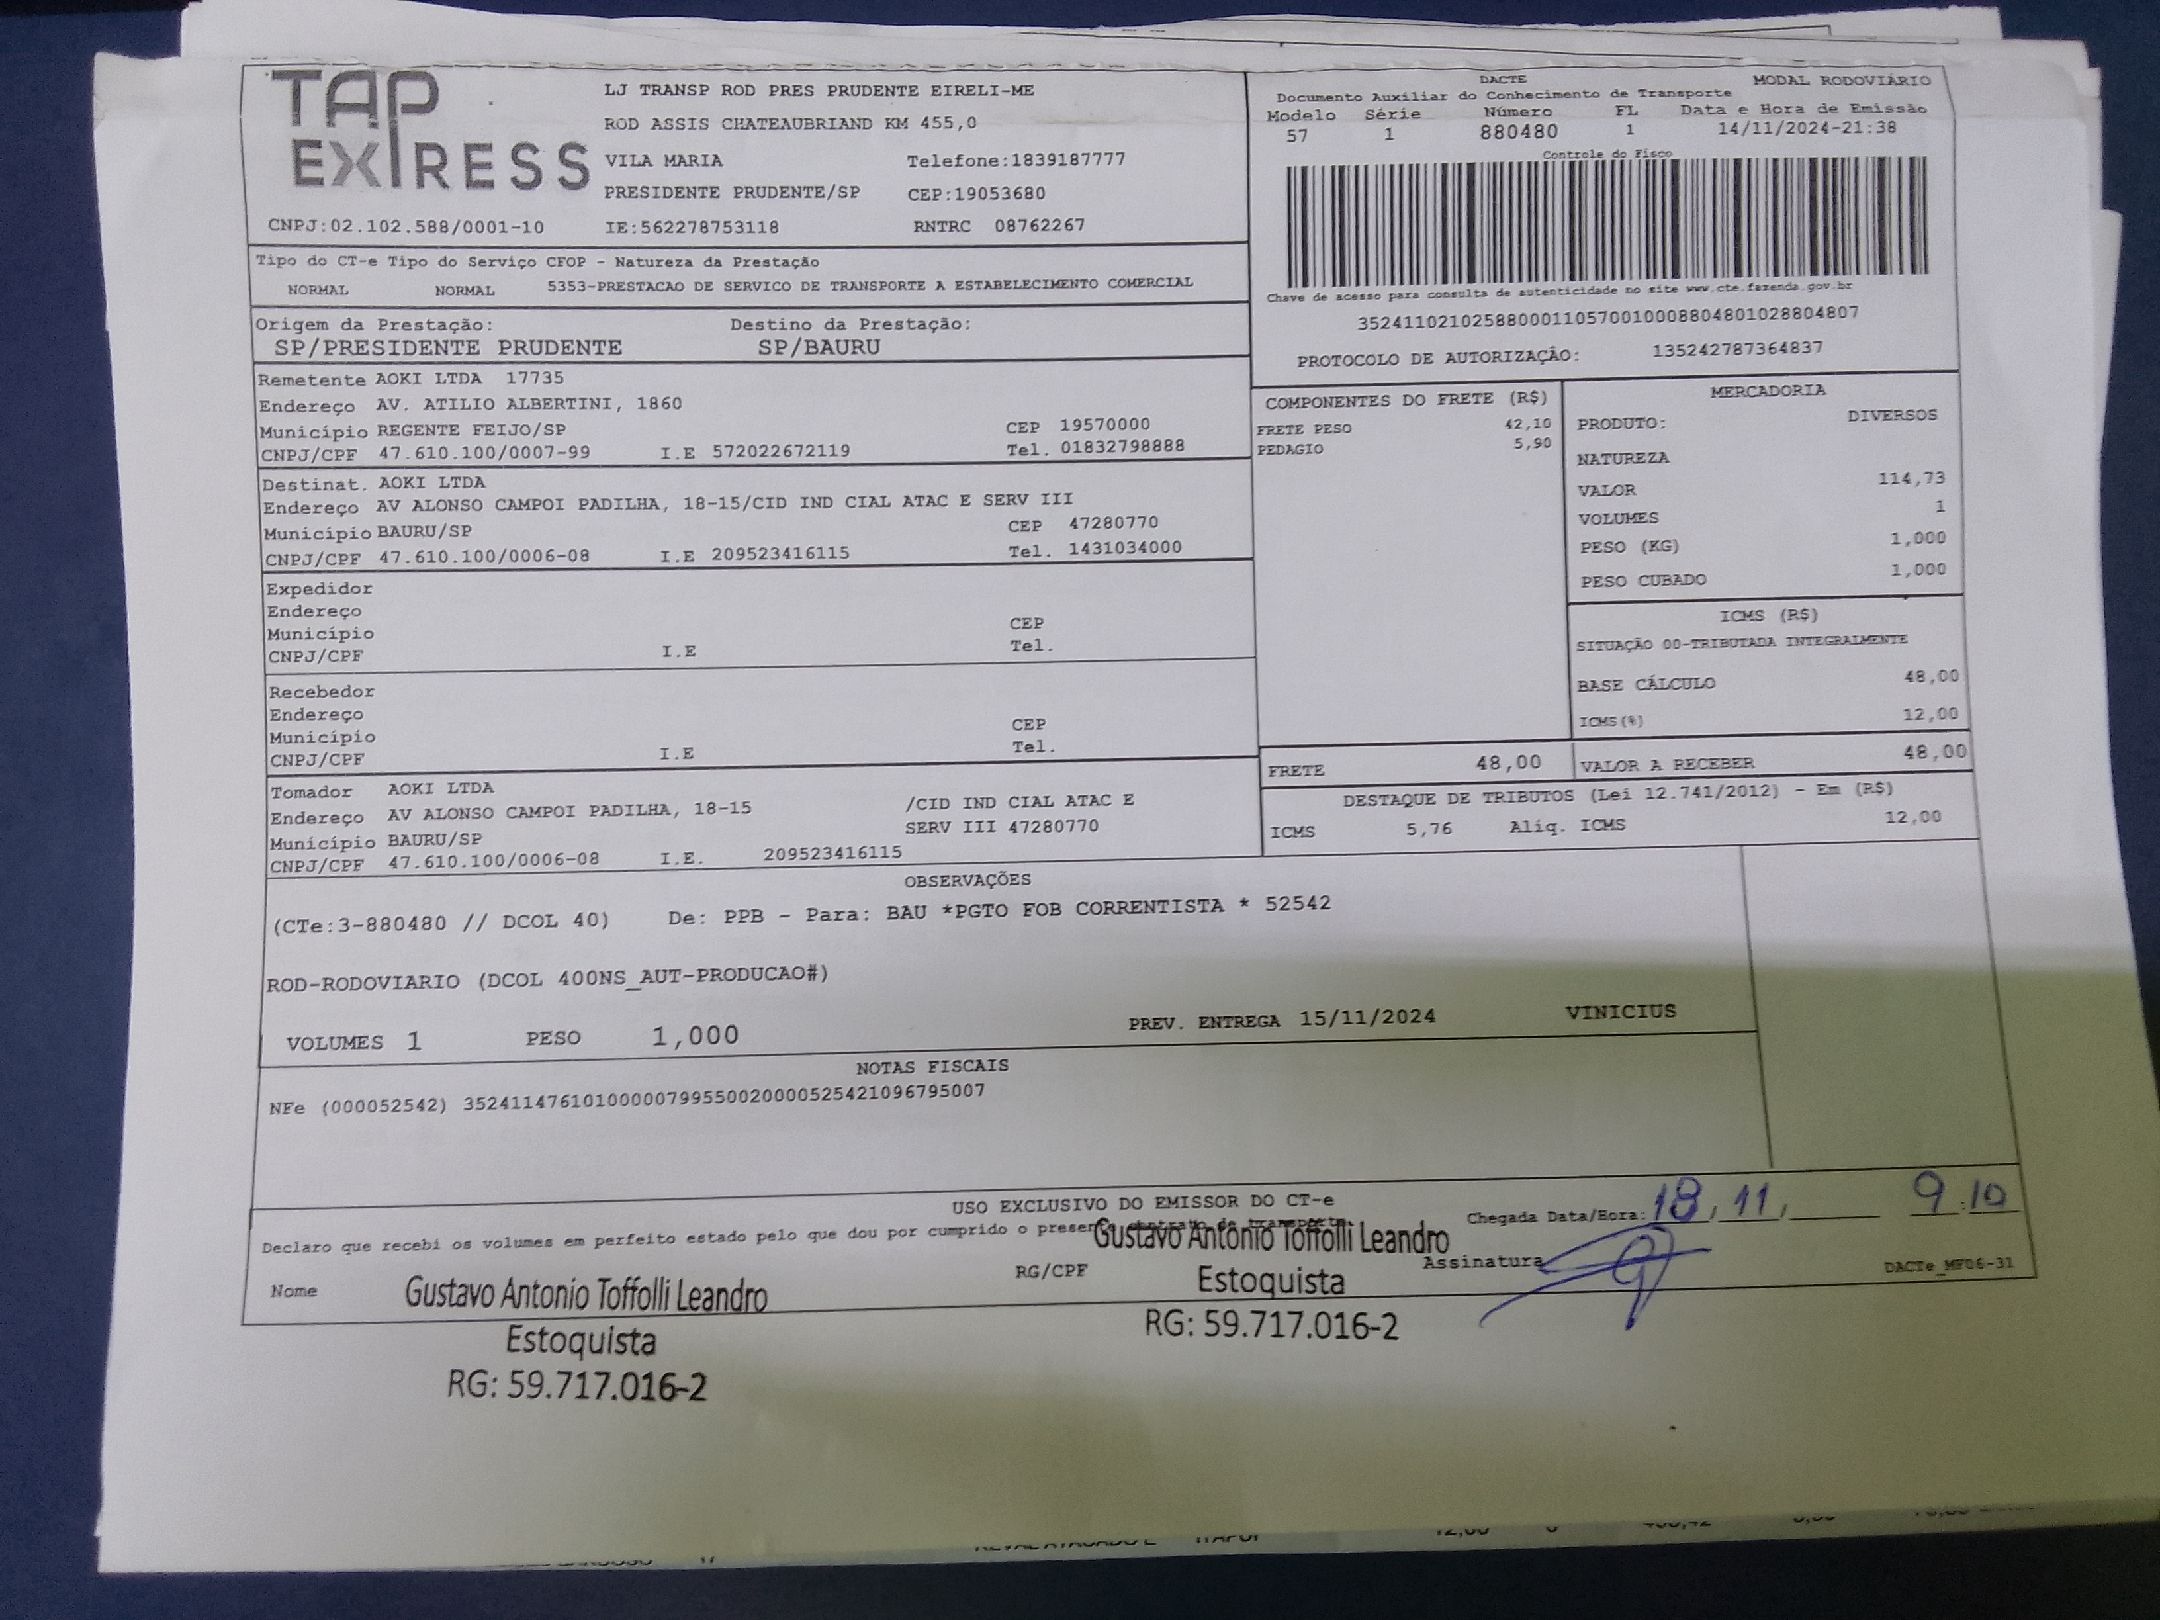 TAP EXPRESS
LJ TRANSP ROD PRES PRUDENTE EIRELI-ME
ROD ASSIS CHATEAUBRIAND KM 455,0
VILA MARIA Telefone:1839187777
PRESIDENTE PRUDENTE/SP CEP:19053680
CNPJ:02.102.588/0001-10 IE:562278753118 RNTRC 08762267
DACTE MODAL RODOVIÁRIO
Documento Auxiliar do Conhecimento de Transporte
Modelo Série Número FL Data e Hora de Emissão
57 1 880480 1 14/11/2024-21:38
Controle do Fisco
Chave de acesso para consulta de autenticidade no site www.cte.fazenda.gov.br
35241102102588000110570010008804801028804807
PROTOCOLO DE AUTORIZAÇÃO: 135242787364837
Tipo do CT-e Tipo do Serviço CFOP - Natureza da Prestação
NORMAL NORMAL 5353-PRESTACAO DE SERVICO DE TRANSPORTE A ESTABELECIMENTO COMERCIAL
Origem da Prestação: Destino da Prestação:
SP/PRESIDENTE PRUDENTE SP/BAURU
Remetente AOKI LTDA 17735
Endereço AV. ATILIO ALBERTINI, 1860
Município REGENTE FEIJO/SP CEP 19570000
CNPJ/CPF 47.610.100/0007-99 I.E 572022672119 Tel. 01832798888
Destinat. AOKI LTDA
Endereço AV ALONSO CAMPOI PADILHA, 18-15/CID IND CIAL ATAC E SERV III
Município BAURU/SP CEP 47280770
CNPJ/CPF 47.610.100/0006-08 I.E 209523416115 Tel. 1431034000
Expedidor
Endereço
Município CEP
CNPJ/CPF I.E Tel.
Recebedor
Endereço
Município CEP
CNPJ/CPF I.E Tel.
Tomador AOKI LTDA
Endereço AV ALONSO CAMPOI PADILHA, 18-15 /CID IND CIAL ATAC E
Município BAURU/SP SERV III 47280770
CNPJ/CPF 47.610.100/0006-08 I.E. 209523416115
COMPONENTES DO FRETE (R$)
FRETE PESO 42,10
PEDAGIO 5,90
MERCADORIA
PRODUTO: DIVERSOS
NATUREZA
VALOR 114,73
VOLUMES 1
PESO (KG) 1,000
PESO CUBADO 1,000
ICMS (R$)
SITUAÇÃO 00-TRIBUTADA INTEGRALMENTE
BASE CÁLCULO 48,00
ICMS(%) 12,00
FRETE 48,00 VALOR A RECEBER 48,00
DESTAQUE DE TRIBUTOS (Lei 12.741/2012) - Em (R$)
ICMS 5,76 Aliq. ICMS 12,00
OBSERVAÇÕES
(CTe:3-880480 // DCOL 40) De: PPB - Para: BAU *PGTO FOB CORRENTISTA * 52542
ROD-RODOVIARIO (DCOL 400NS_AUT-PRODUCAO#)
VOLUMES 1 PESO 1,000 PREV. ENTREGA 15/11/2024 VINICIUS
NOTAS FISCAIS
NFe (000052542) 35241147610100000799550020000525421096795007
USO EXCLUSIVO DO EMISSOR DO CT-e
Declaro que recebi os volumes em perfeito estado pelo que dou por cumprido o presente contrato de transporte.
Chegada Data/Hora: 18, 11, 9:10
Nome RG/CPF Assinatura DACTe_MF06-31
Gustavo Antonio Toffolli Leandro
Estoquista
RG: 59.717.016-2
Gustavo Antonio Toffolli Leandro
Estoquista
RG: 59.717.016-2